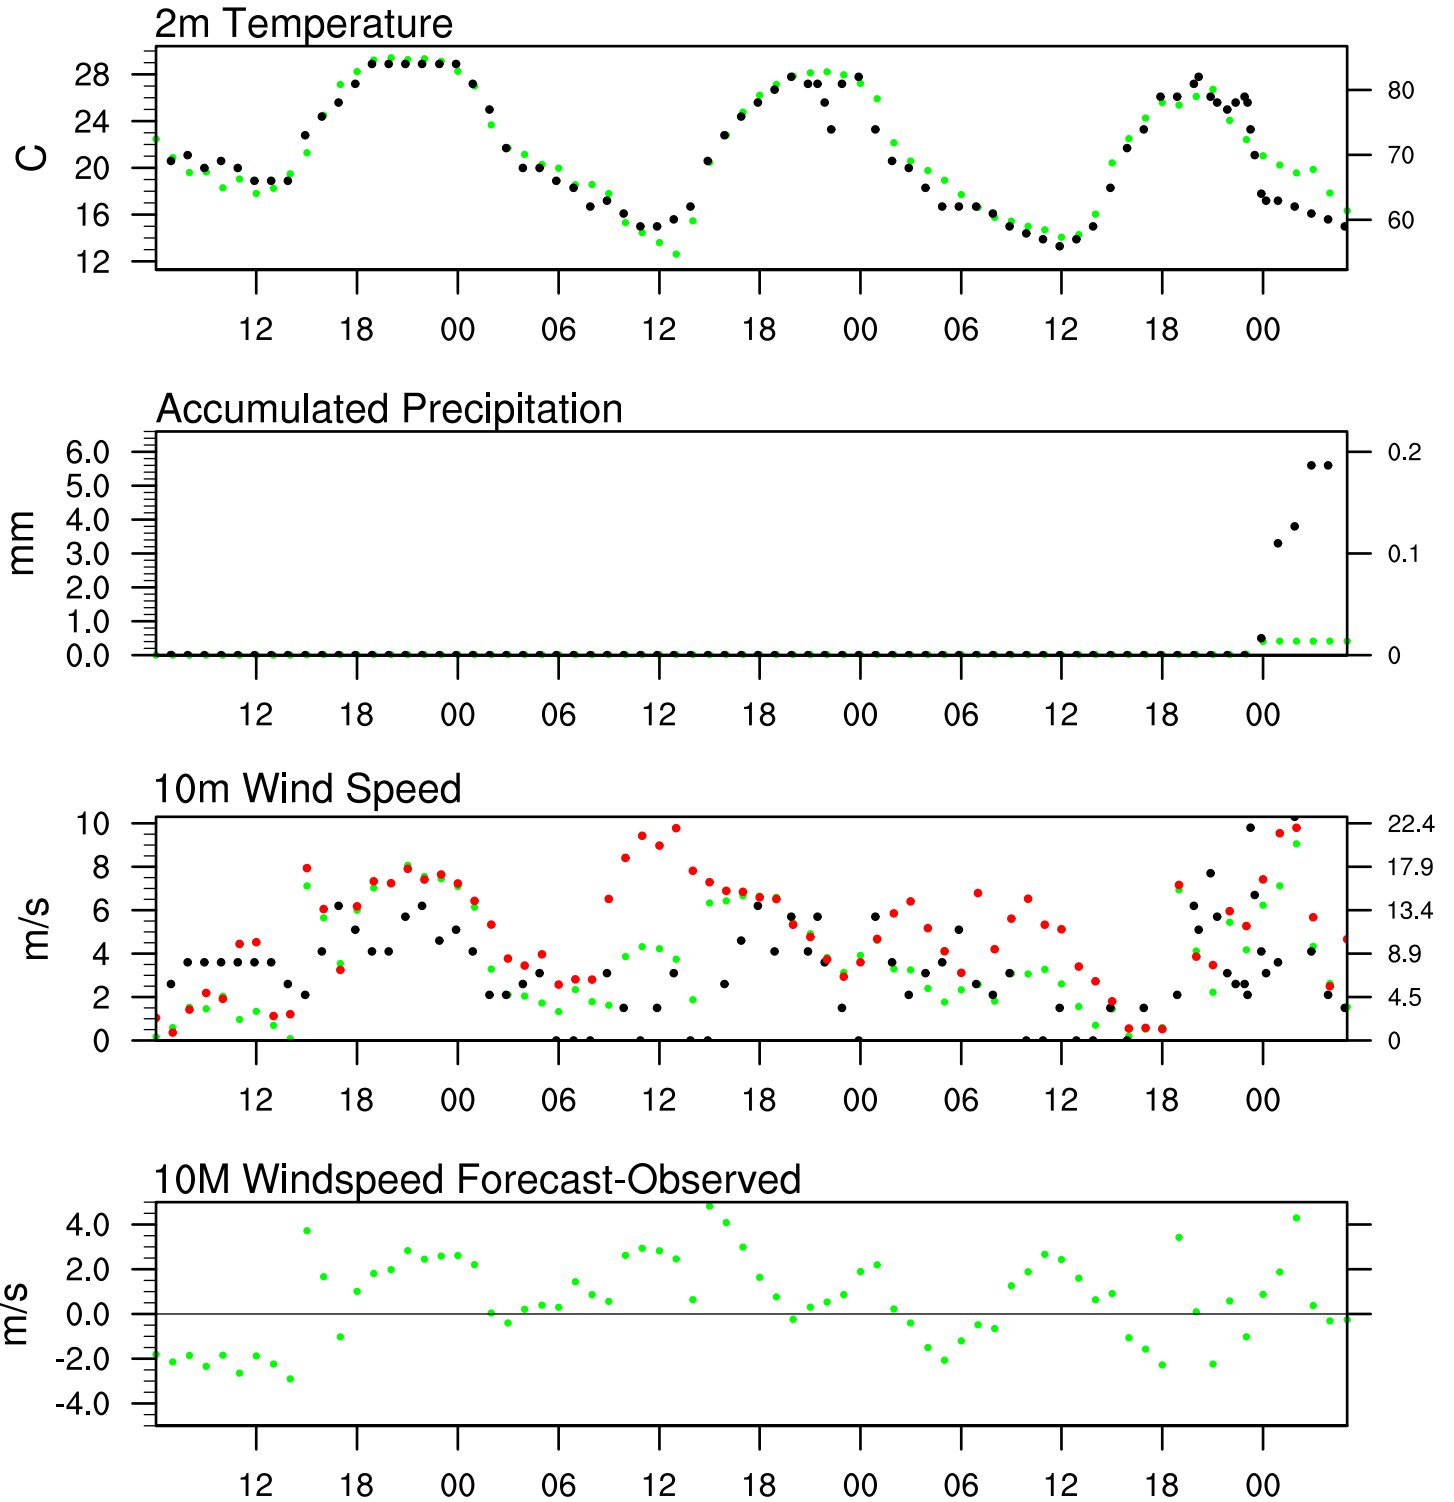 2m Temperature
C
28
24
20
16
12
80
70
60
12 18 00 06 12 18 00 06 12 18 00
Accumulated Precipitation
mm
6.0
5.0
4.0
3.0
2.0
1.0
0.0
0.2
0.1
0
12 18 00 06 12 18 00 06 12 18 00
10m Wind Speed
m/s
10
8
6
4
2
0
22.4
17.9
13.4
8.9
4.5
0
12 18 00 06 12 18 00 06 12 18 00
10M Windspeed Forecast-Observed
m/s
4.0
2.0
0.0
-2.0
-4.0
12 18 00 06 12 18 00 06 12 18 00